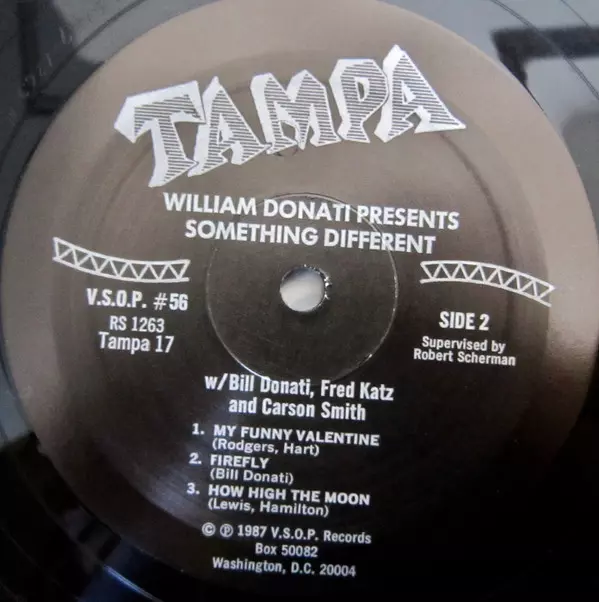 TAMPA
WILLIAM DONATI PRESENTS
SOMETHING DIFFERENT
V.S.O.P. #56
RS 1263
Tampa 17
SIDE 2
Supervised by
Robert Scherman
w/Bill Donati, Fred Katz
and Carson Smith
1. MY FUNNY VALENTINE
(Rodgers, Hart)
2. FIREFLY
(Bill Donati)
3. HOW HIGH THE MOON
(Lewis, Hamilton)
© ℗ 1987 V.S.O.P. Records
Box 50082
Washington, D.C. 20004